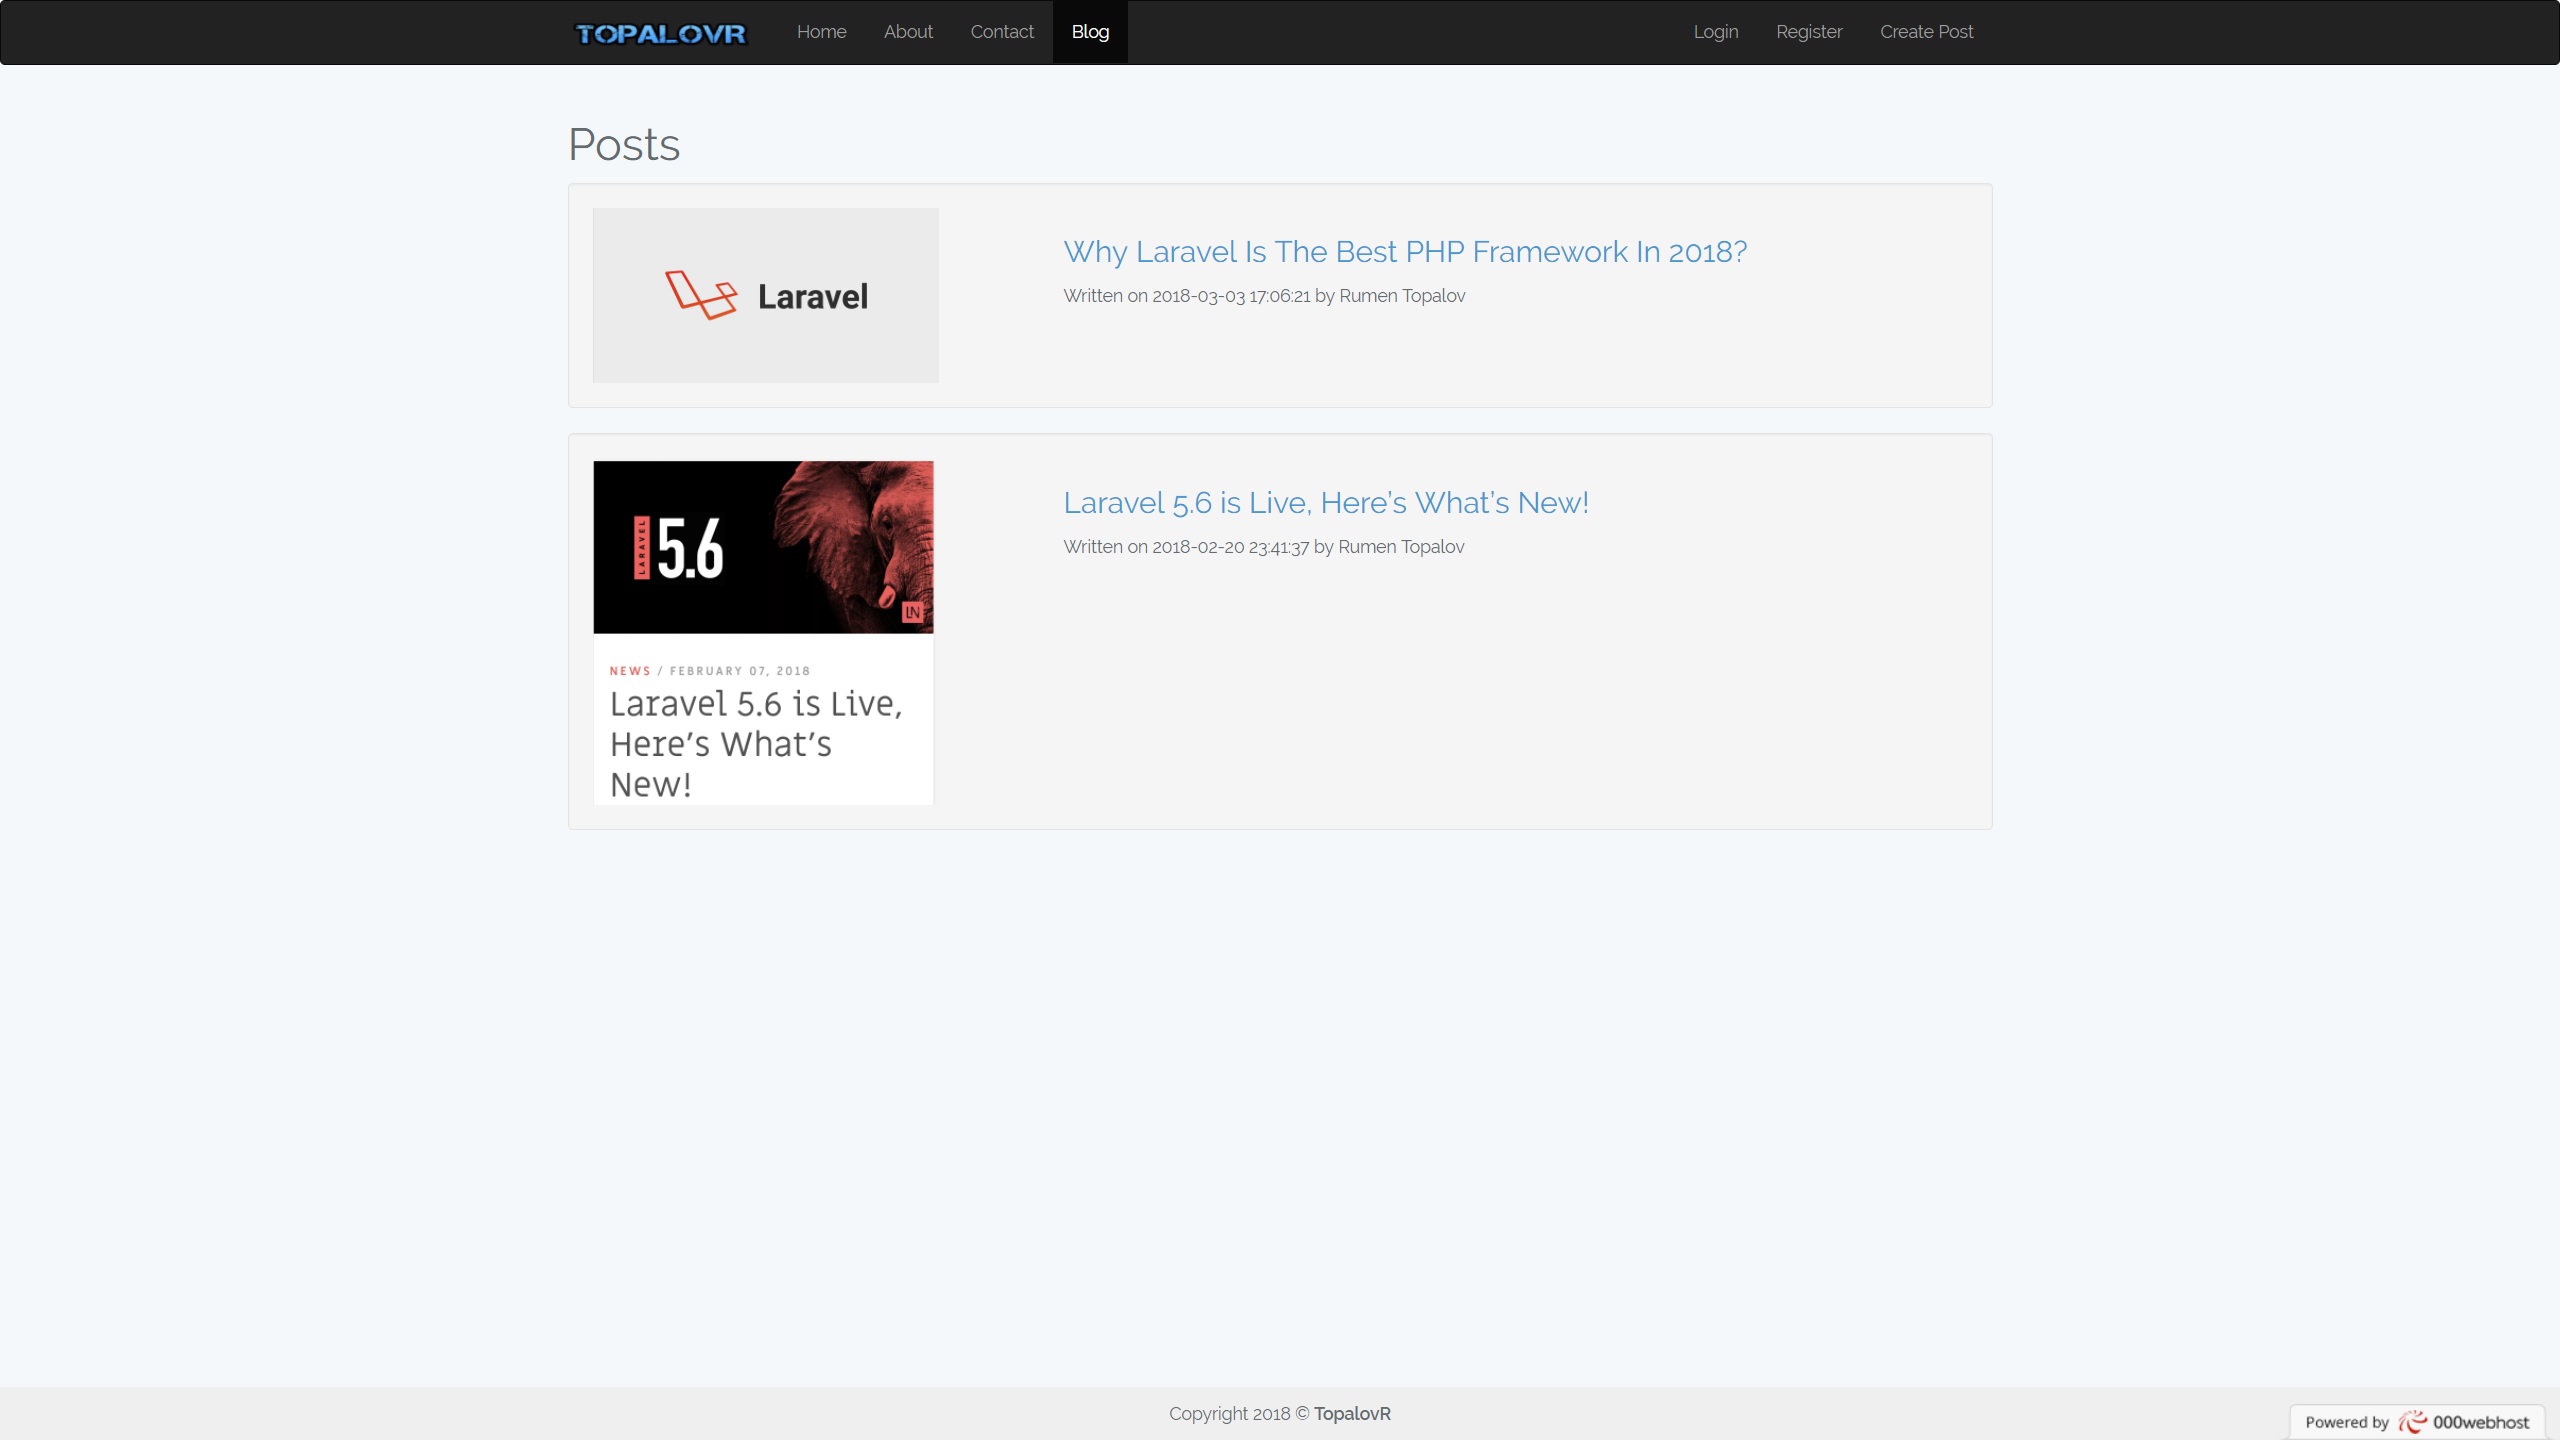 TOPALOVR Home About Contact Blog Login Register Create Post
Posts
Laravel
Why Laravel Is The Best PHP Framework In 2018?
Written on 2018-03-03 17:06:21 by Rumen Topalov
LARAVEL 5.6
LN
NEWS / FEBRUARY 07, 2018
Laravel 5.6 is Live,
Here’s What’s
New!
Laravel 5.6 is Live, Here’s What’s New!
Written on 2018-02-20 23:41:37 by Rumen Topalov
Copyright 2018 © TopalovR
Powered by 000webhost